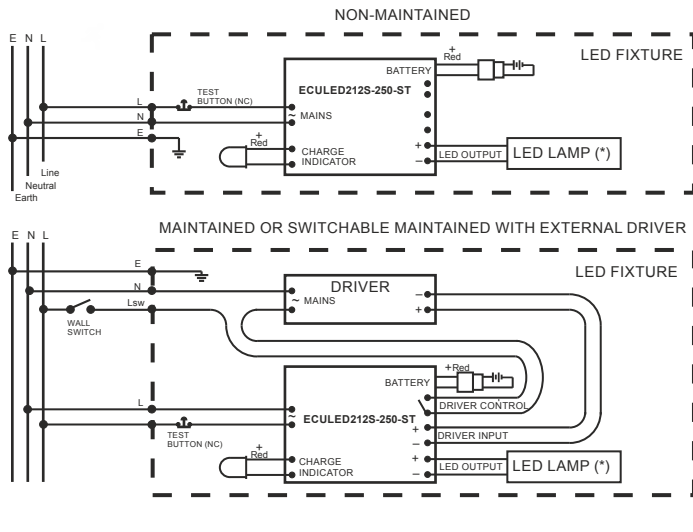 NON-MAINTAINED
E N L
LED FIXTURE
+
Red
BATTERY
ECULED212S-250-ST
TEST
BUTTON (NC)
L
~ MAINS
N
E
+
Red
CHARGE
INDICATOR
+
LED OUTPUT
–
LED LAMP (*)
Line
Neutral
Earth
MAINTAINED OR SWITCHABLE MAINTAINED WITH EXTERNAL DRIVER
E N L
LED FIXTURE
E
N
DRIVER
~ MAINS
–
+
Lsw
WALL
SWITCH
+Red
BATTERY
L
DRIVER CONTROL
~
ECULED212S-250-ST
TEST
BUTTON (NC)
+
DRIVER INPUT
–
+
Red
CHARGE
INDICATOR
+
LED OUTPUT
–
LED LAMP (*)